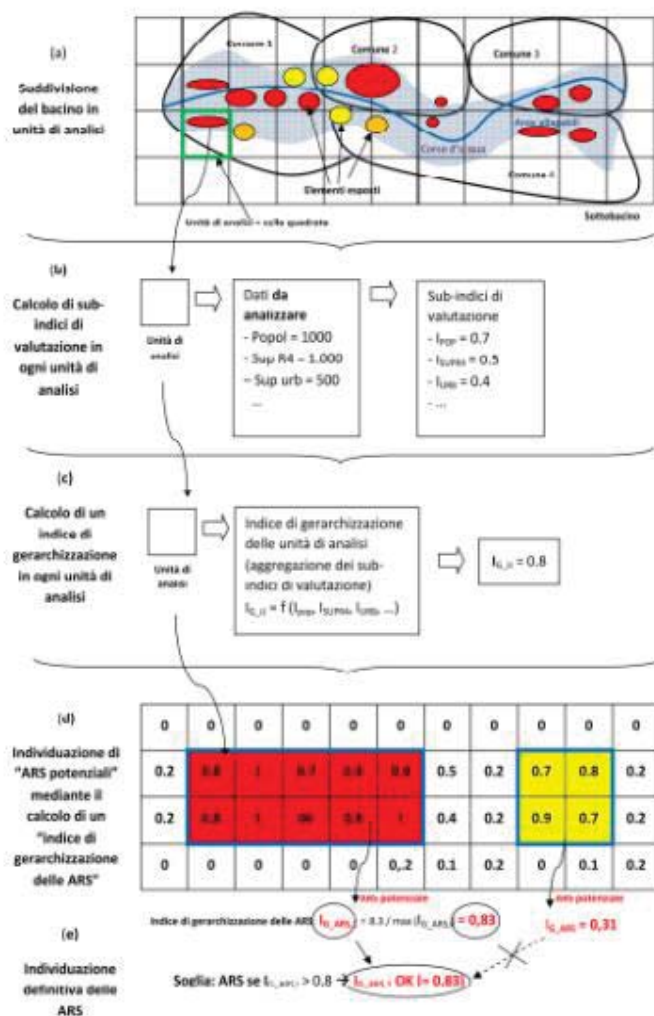 (a)
Suddivisione
del bacino in
unità di analisi
Comune 1
Comune 2
Comune 3
Aree allagabili
Corso d'acqua
Comune 4
Elementi esposti
Sottobacino
Unità di analisi – cella quadrata
(b)
Calcolo di sub-
indici di
valutazione in
ogni unità di
analisi
Unità di
analisi
Dati da
analizzare
- Popol = 1000
- Sup R4 – 1.000
– Sup urb = 500
...
Sub-indici di
valutazione
- I_POP = 0.7
- I_SUPR4 = 0.5
- I_URB = 0.4
- ...
(c)
Calcolo di un
indice di
gerarchizzazione
in ogni unità di
analisi
Unità di
analisi
Indice di gerarchizzazione
delle unità di analisi
(aggregazione dei sub-
indici di valutazione)
= f (I_pop, I_SUPR4, I_URB, ...)
= 0.8
(d)
Individuazione di
"ARS potenziali"
mediante il
calcolo di un
"indice di
gerarchizzazione
delle ARS"
0 0 0 0 0 0 0 0 0 0 0
0.2 0.8 1 0.7 0.5 0.2 0.7 0.8 0.2
0.2 0.8 1 0.8 1 0.4 0.2 0.9 0.7 0.2
0 0 0 0 0 0,.2 0.1 0.2 0 0.1 0.2
ARS potenziale
ARS potenziale
Indice di gerarchizzazione delle ARS = 8.3 / max = 0,83
I_G_ARS = 0,31
(e)
Individuazione
definitiva delle
ARS
Soglia: ARS se > 0.8 → OK (= 0.83)